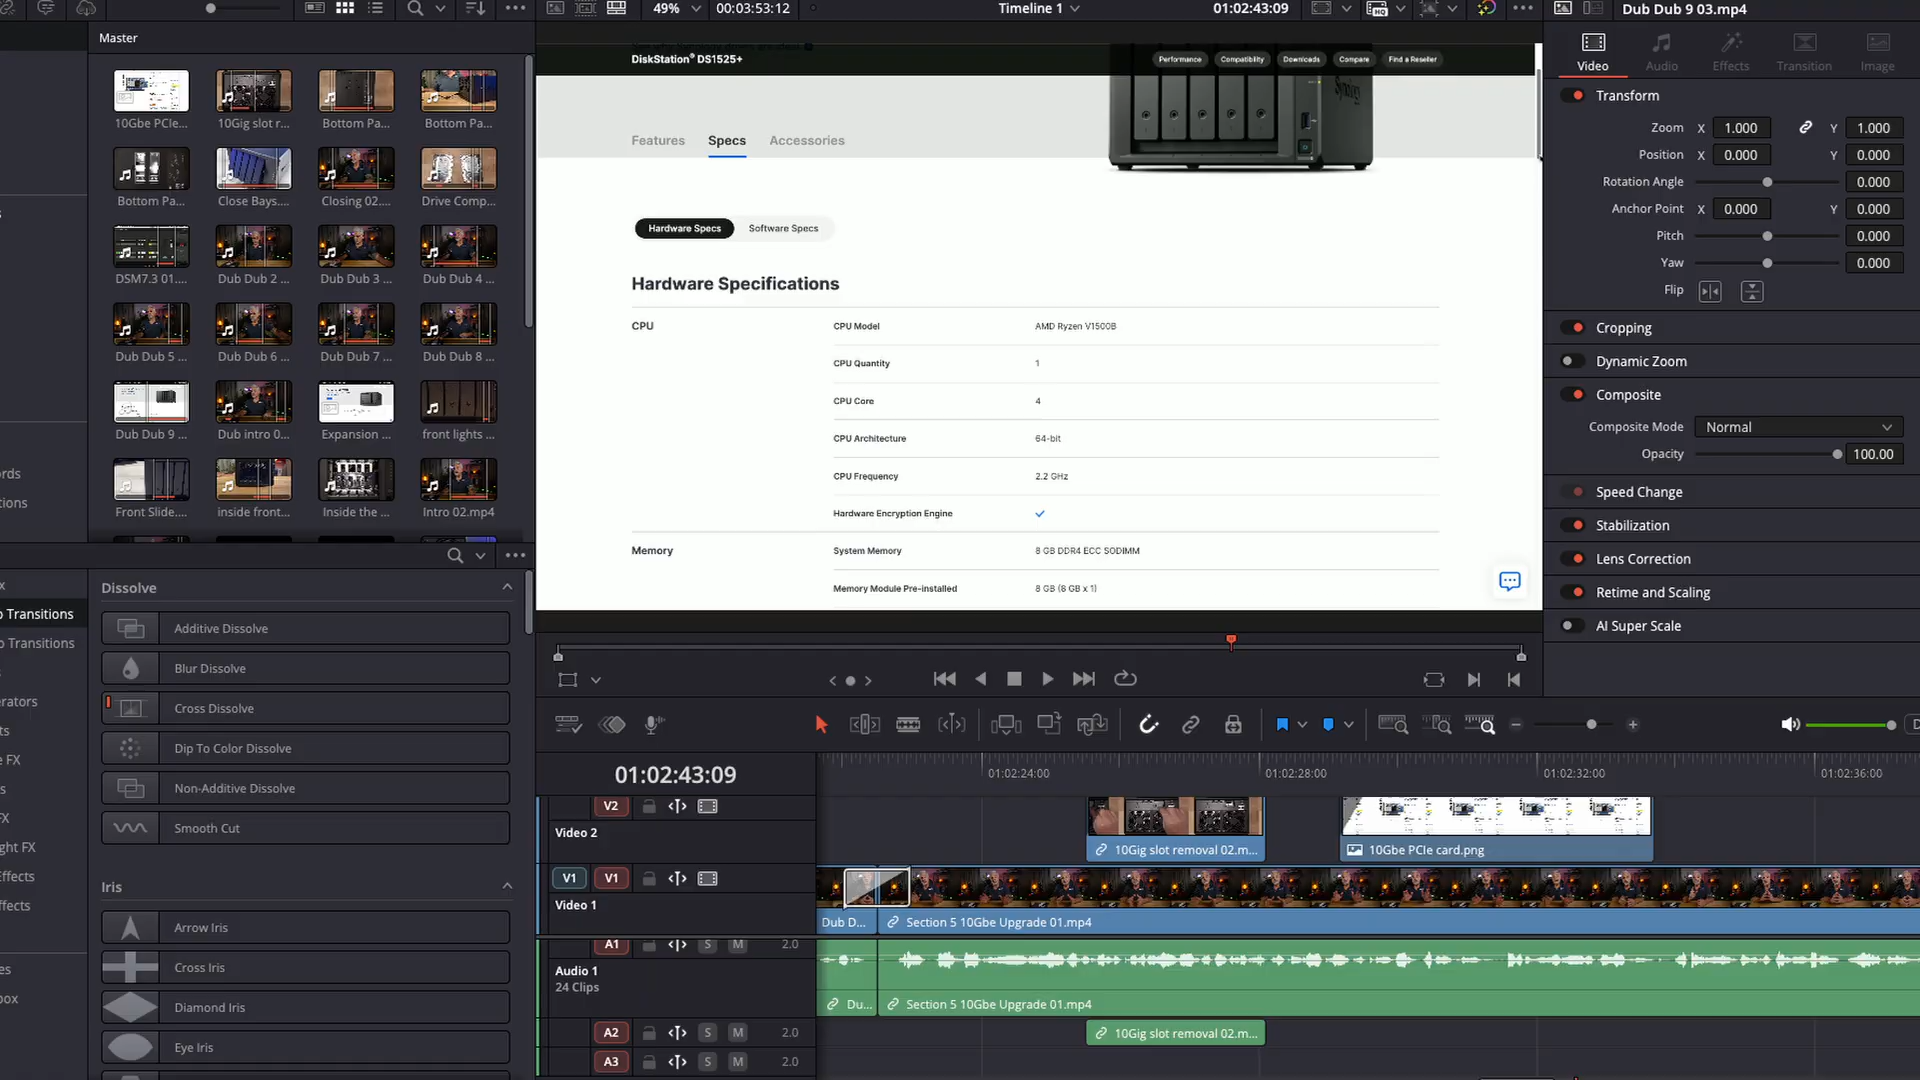 49%
00:03:53:12
Timeline 1
01:02:43:09
Dub Dub 9 03.mp4
Master
10Gbe PCIe...
10Gig slot r...
Bottom Pa...
Bottom Pa...
Bottom Pa...
Close Bays....
Closing 02....
Drive Comp...
DSM7.3 01....
Dub Dub 2 ...
Dub Dub 3 ...
Dub Dub 4 ...
Dub Dub 5 ...
Dub Dub 6 ...
Dub Dub 7 ...
Dub Dub 8 ...
Dub Dub 9 ...
Dub intro 0...
Expansion ...
front lights ...
Front Slide....
inside front...
Inside the ...
Intro 02.mp4
ords
tions
DiskStation® DS1525+
Performance
Compatibility
Downloads
Compare
Find a Reseller
Synology
Features
Specs
Accessories
Hardware Specs
Software Specs
Hardware Specifications
CPU
CPU Model
AMD Ryzen V1500B
CPU Quantity
1
CPU Core
4
CPU Architecture
64-bit
CPU Frequency
2.2 GHz
Hardware Encryption Engine
Memory
System Memory
8 GB DDR4 ECC SODIMM
Memory Module Pre-installed
8 GB (8 GB x 1)
Video
Audio
Effects
Transition
Image
Transform
Zoom X 1.000 Y 1.000
Position X 0.000 Y 0.000
Rotation Angle 0.000
Anchor Point X 0.000 Y 0.000
Pitch 0.000
Yaw 0.000
Flip
Cropping
Dynamic Zoom
Composite
Composite Mode Normal
Opacity 100.00
Speed Change
Stabilization
Lens Correction
Retime and Scaling
AI Super Scale
x
o Transitions
o Transitions
erators
ts
e FX
s
FX
ght FX
Effects
ffects
es
box
Dissolve
Additive Dissolve
Blur Dissolve
Cross Dissolve
Dip To Color Dissolve
Non-Additive Dissolve
Smooth Cut
Iris
Arrow Iris
Cross Iris
Diamond Iris
Eye Iris
01:02:43:09
01:02:24:00
01:02:28:00
01:02:32:00
01:02:36:00
V2
Video 2
10Gig slot removal 02.m...
10Gbe PCIe card.png
V1
V1
Video 1
Dub D...
Section 5 10Gbe Upgrade 01.mp4
A1
S
M
2.0
Audio 1
24 Clips
Du...
Section 5 10Gbe Upgrade 01.mp4
A2
S
M
2.0
10Gig slot removal 02.m...
A3
S
M
2.0